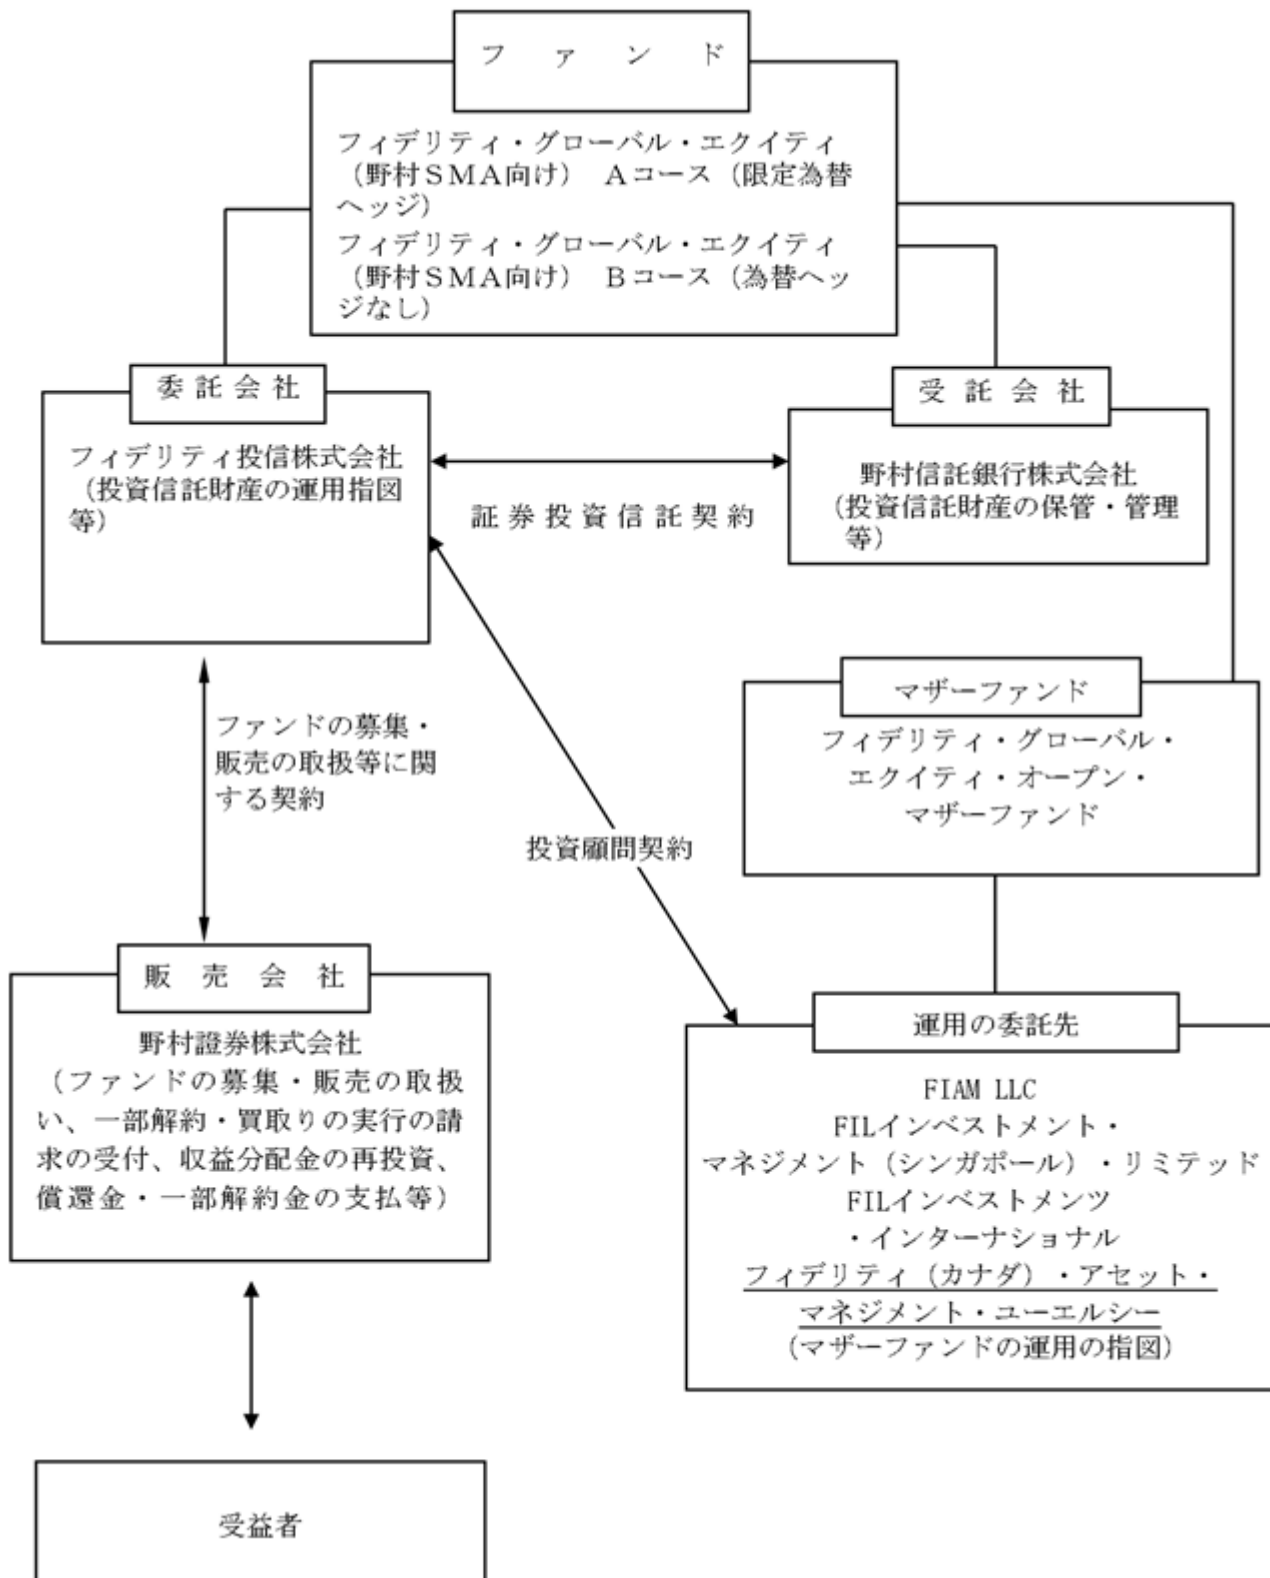 ファンド
フィデリティ・グローバル・エクイティ
（野村ＳＭＡ向け）　Ａコース（限定為替
ヘッジ）
フィデリティ・グローバル・エクイティ
（野村ＳＭＡ向け）　Ｂコース（為替ヘッ
ジなし）
委託会社
フィデリティ投信株式会社
（投資信託財産の運用指図
等）
証券投資信託契約
受託会社
野村信託銀行株式会社
（投資信託財産の保管・管理
等）
ファンドの募集・
販売の取扱等に関
する契約
投資顧問契約
マザーファンド
フィデリティ・グローバル・
エクイティ・オープン・
マザーファンド
販売会社
野村證券株式会社
（ファンドの募集・販売の取扱
い、一部解約・買取りの実行の請
求の受付、収益分配金の再投資、
償還金・一部解約金の支払等）
運用の委託先
FIAM LLC
FILインベストメント・
マネジメント（シンガポール）・リミテッド
FILインベストメンツ
・インターナショナル
フィデリティ（カナダ）・アセット・
マネジメント・ユーエルシー
（マザーファンドの運用の指図）
受益者